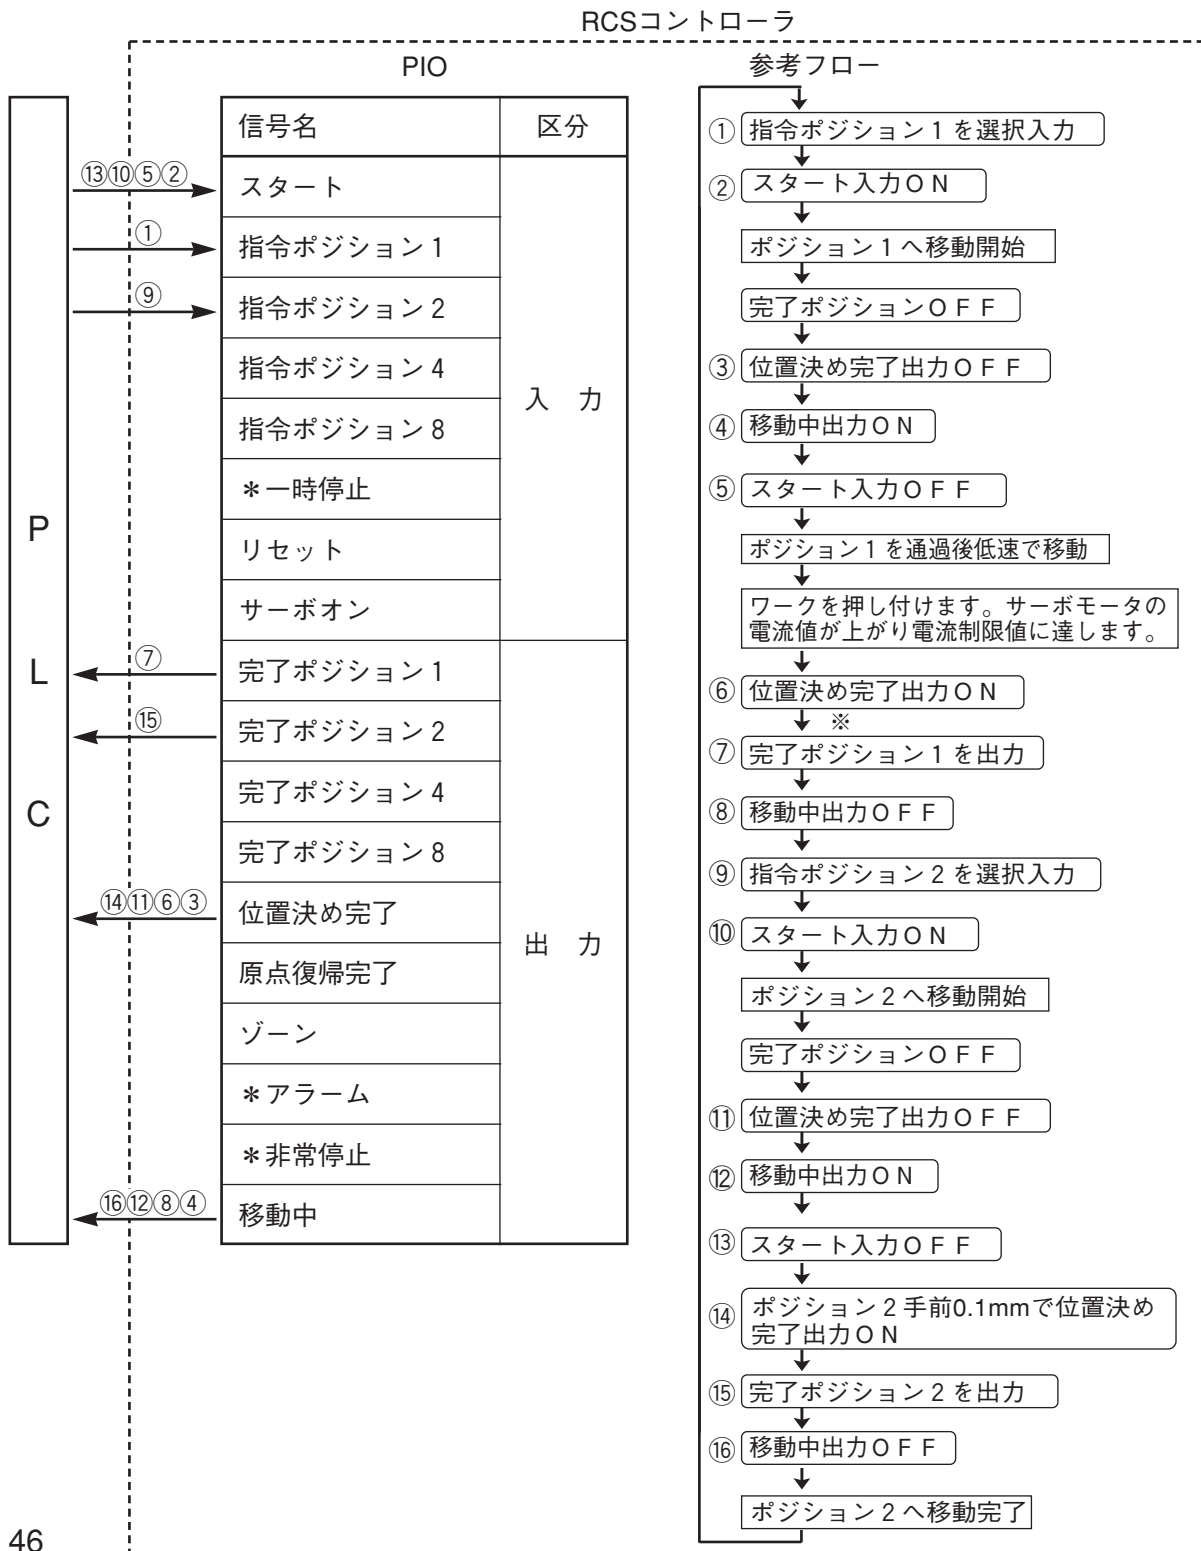 RCSコントローラ
PIO
参考フロー
信号名 区分
⑬⑩⑤② スタート
① 指令ポジション1
⑨ 指令ポジション2
指令ポジション4
指令ポジション8
＊一時停止
リセット
サーボオン
入 力
⑦ 完了ポジション1
⑮ 完了ポジション2
完了ポジション4
完了ポジション8
⑭⑪⑥③ 位置決め完了
原点復帰完了
ゾーン
＊アラーム
＊非常停止
⑯⑫⑧④ 移動中
出 力
P
L
C
① 指令ポジション1を選択入力
② スタート入力ON
ポジション1へ移動開始
完了ポジションOFF
③ 位置決め完了出力OFF
④ 移動中出力ON
⑤ スタート入力OFF
ポジション1を通過後低速で移動
ワークを押し付けます。サーボモータの
電流値が上がり電流制限値に達します。
⑥ 位置決め完了出力ON
※
⑦ 完了ポジション1を出力
⑧ 移動中出力OFF
⑨ 指令ポジション2を選択入力
⑩ スタート入力ON
ポジション2へ移動開始
完了ポジションOFF
⑪ 位置決め完了出力OFF
⑫ 移動中出力ON
⑬ スタート入力OFF
⑭ ポジション2手前0.1mmで位置決め
完了出力ON
⑮ 完了ポジション2を出力
⑯ 移動中出力OFF
ポジション2へ移動完了
46